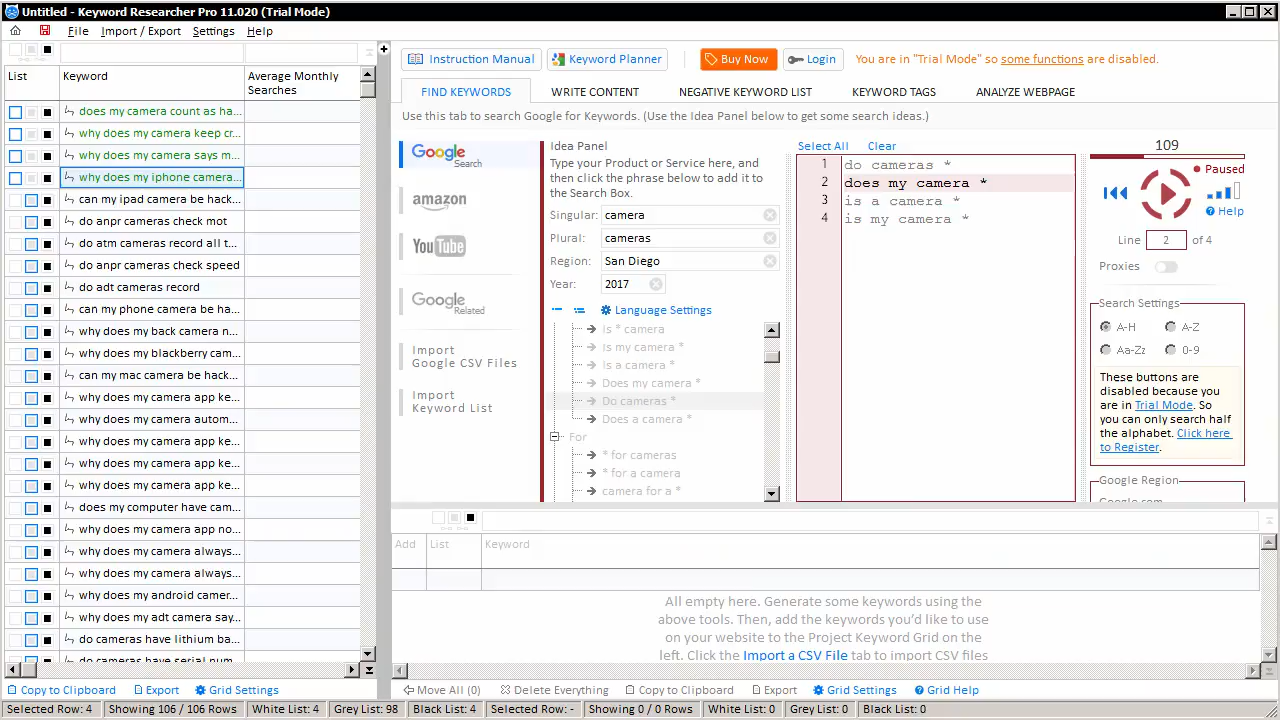 Untitled - Keyword Researcher Pro 11.020 (Trial Mode)
File Import / Export Settings Help
Instruction Manual Keyword Planner Buy Now Login You are in "Trial Mode" so some functions are disabled.
List Keyword Average Monthly Searches
FIND KEYWORDS WRITE CONTENT NEGATIVE KEYWORD LIST KEYWORD TAGS ANALYZE WEBPAGE
Use this tab to search Google for Keywords. (Use the Idea Panel below to get some search ideas.)
does my camera count as ha...
why does my camera keep cr...
why does my camera says m...
why does my iphone camera...
can my ipad camera be hack...
do anpr cameras check mot
do atm cameras record all t...
do anpr cameras check speed
do adt cameras record
can my phone camera be ha...
why does my back camera n...
why does my blackberry cam...
can my mac camera be hack...
why does my camera app ke...
why does my camera autom...
why does my camera app ke...
why does my camera app ke...
why does my camera app ke...
does my computer have cam...
why does my camera app no...
why does my camera always...
why does my camera always...
why does my android camer...
why does my adt camera say...
do cameras have lithium ba...
do cameras have serial num...
Google Search
amazon
YouTube
Google Related
Import Google CSV Files
Import Keyword List
Idea Panel
Type your Product or Service here, and
then click the phrase below to add it to
the Search Box.
Singular: camera
Plural: cameras
Region: San Diego
Year: 2017
Language Settings
Is * camera
Is my camera *
Is a camera *
Does my camera *
Do cameras *
Does a camera *
For
* for cameras
* for a camera
camera for a *
Select All Clear
1 do cameras *
2 does my camera *
3 is a camera *
4 is my camera *
109
Paused
Help
Line 2 of 4
Proxies
Search Settings
A-H A-Z
Aa-Zz 0-9
These buttons are
disabled because you
are in Trial Mode. So
you can only search half
the alphabet. Click here
to Register.
Google Region
Google.com
Add List Keyword
All empty here. Generate some keywords using the
above tools. Then, add the keywords you'd like to use
on your website to the Project Keyword Grid on the
left. Click the Import a CSV File tab to import CSV files
Copy to Clipboard Export Grid Settings
Move All (0) Delete Everything Copy to Clipboard Export Grid Settings Grid Help
Selected Row: 4 Showing 106 / 106 Rows White List: 4 Grey List: 98 Black List: 4 Selected Row: - Showing 0 / 0 Rows White List: 0 Grey List: 0 Black List: 0